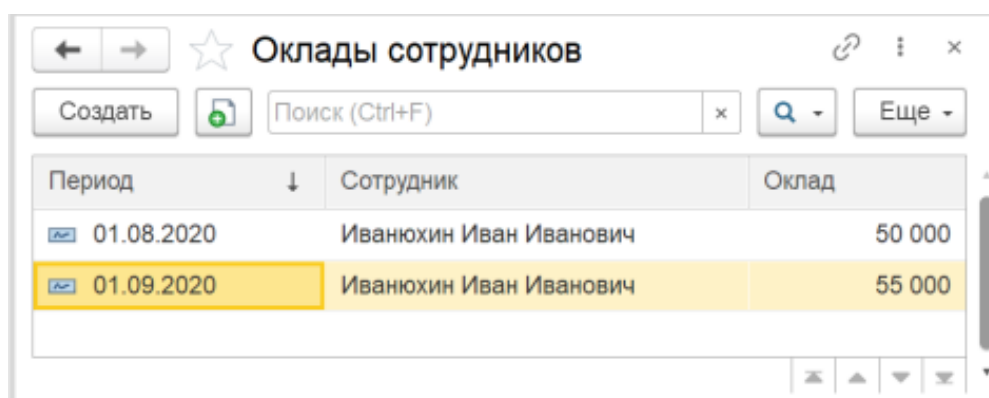 Оклады сотрудников
Создать Поиск (Ctrl+F) Еще
Период Сотрудник Оклад
01.08.2020 Иванюхин Иван Иванович 50 000
01.09.2020 Иванюхин Иван Иванович 55 000